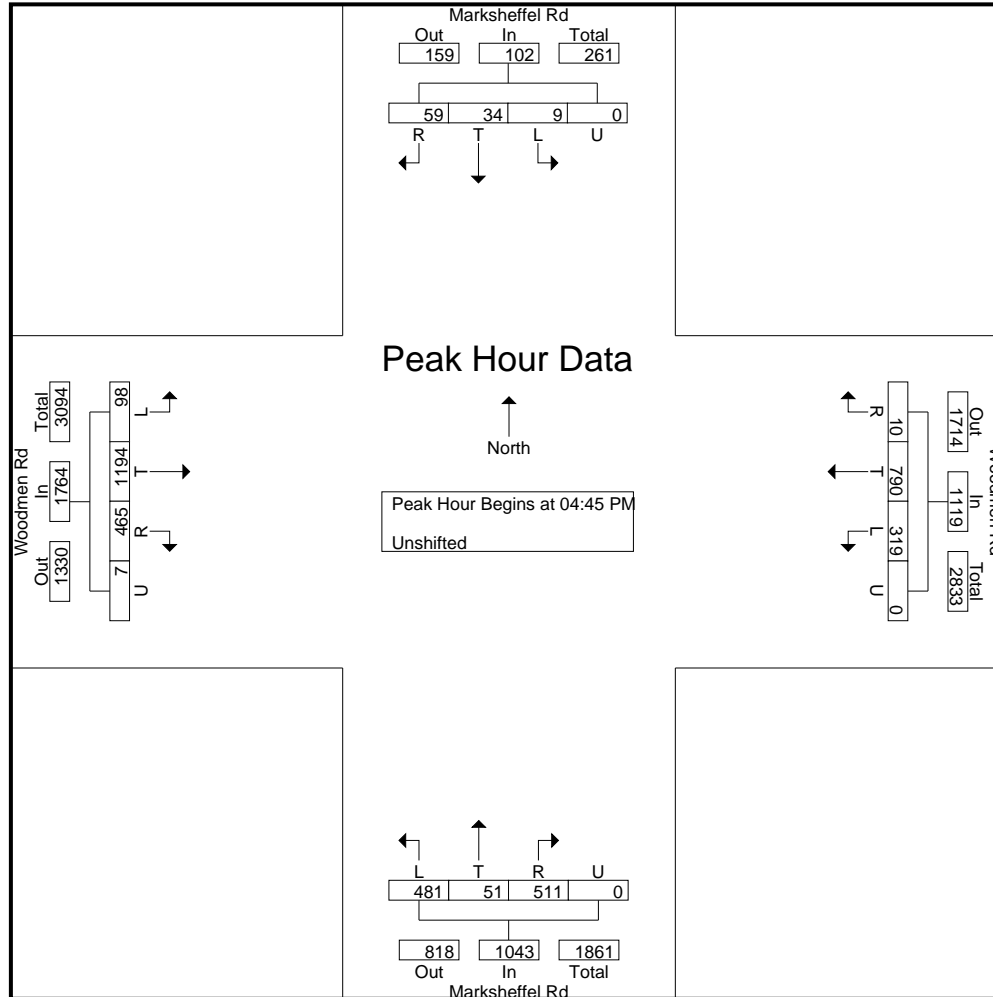 Marksheffel Rd
Out In Total
159 102 261
59 34 9 0
R T L U
Peak Hour Data
North
Peak Hour Begins at 04:45 PM
Unshifted
Woodmen Rd
Total In Out
3094 1764 1330
98 1194 465 7
L T R U
Out In Total
1714 1119 2833
10 790 319 0
R T L U
Woodmen Rd
L T R U
481 51 511 0
818 1043 1861
Out In Total
Marksheffel Rd